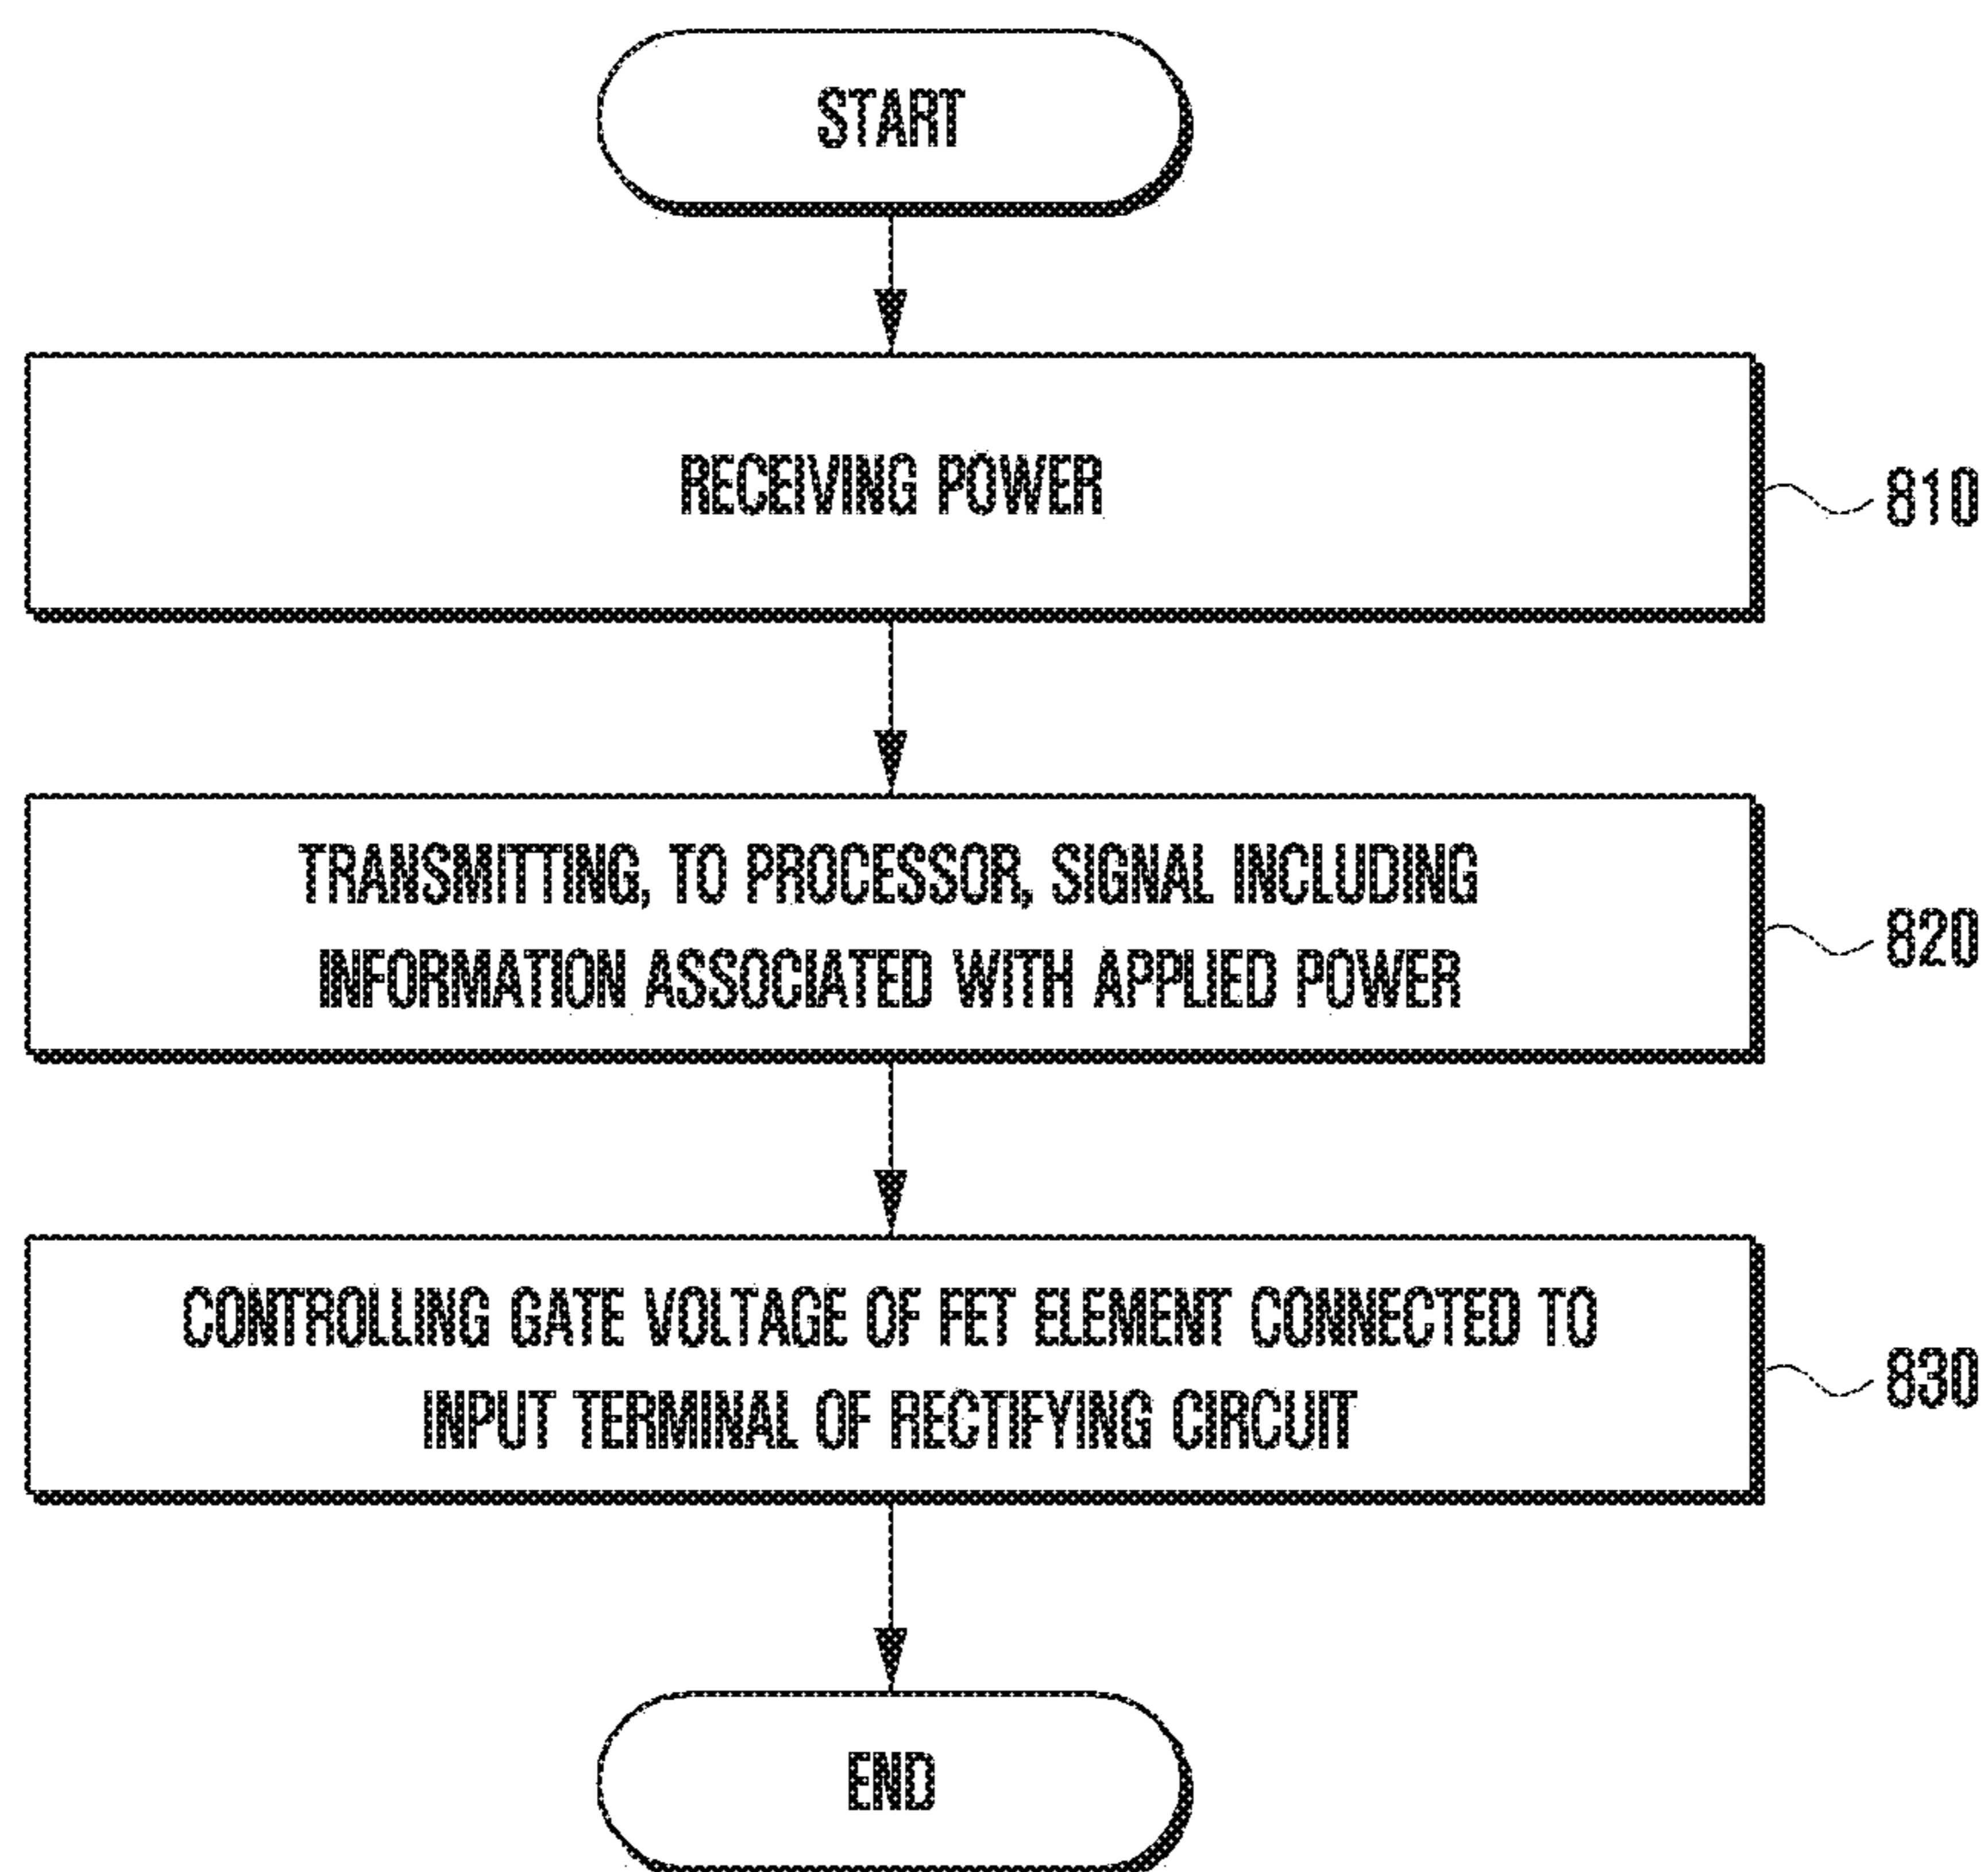 START
RECEIVING POWER
810
TRANSMITTING, TO PROCESSOR, SIGNAL INCLUDING
INFORMATION ASSOCIATED WITH APPLIED POWER
820
CONTROLLING GATE VOLTAGE OF FET ELEMENT CONNECTED TO
INPUT TERMINAL OF RECTIFYING CIRCUIT
830
END